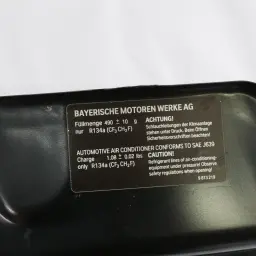 BAYERISCHE MOTOREN WERKE AG
Füllmenge 490 ± 10 g
nur R134a (CF₃CH₂F)
ACHTUNG!
Schlauchleitungen der Klimaanlage
stehen unter Druck. Beim Öffnen
Sicherheitsvorschriften beachten!
AUTOMOTIVE AIR CONDITIONER CONFORMS TO SAE J639
Charge 1.08 ± 0.02 lbs
only R134a (CF₃CH₂F)
CAUTION!
Refrigerant lines of air-conditioning-
equipment under pressure! Observe
safety regulations when opening!